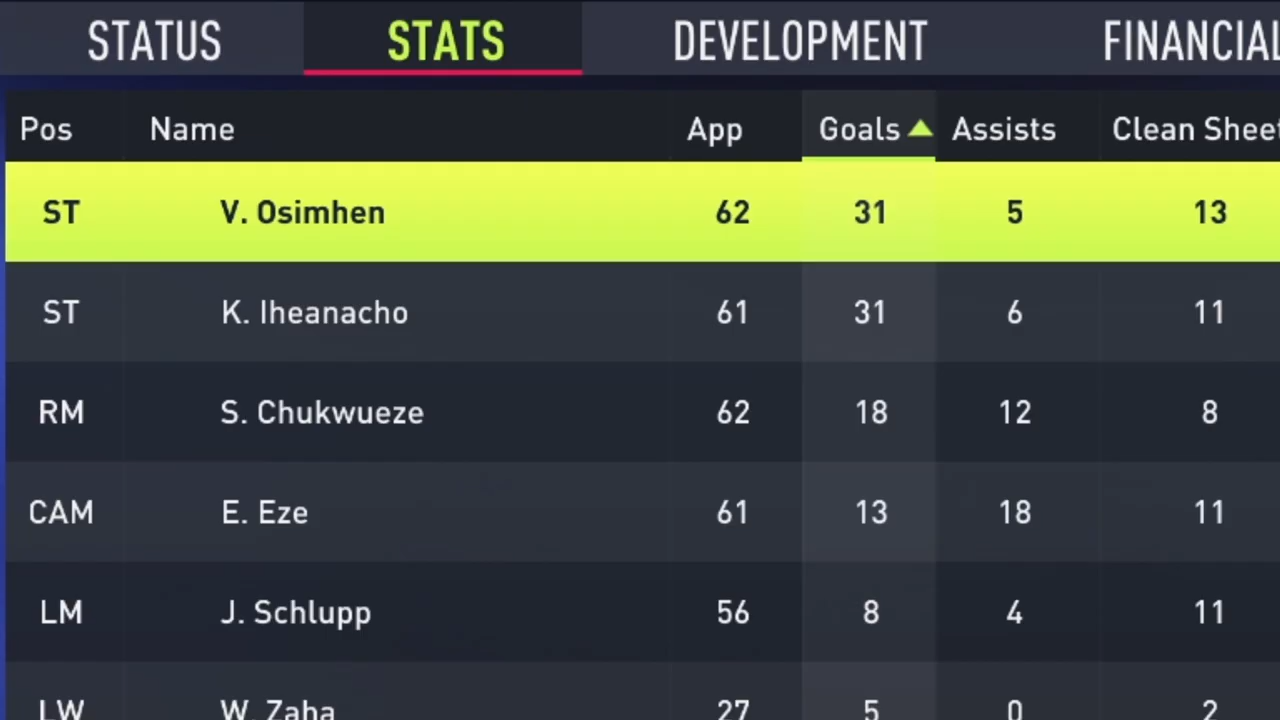 STATUS STATS DEVELOPMENT FINANCIAL
Pos Name App Goals Assists Clean Sheet
ST V. Osimhen 62 31 5 13
ST K. Iheanacho 61 31 6 11
RM S. Chukwueze 62 18 12 8
CAM E. Eze 61 13 18 11
LM J. Schlupp 56 8 4 11
LW W. Zaha 27 5 0 2